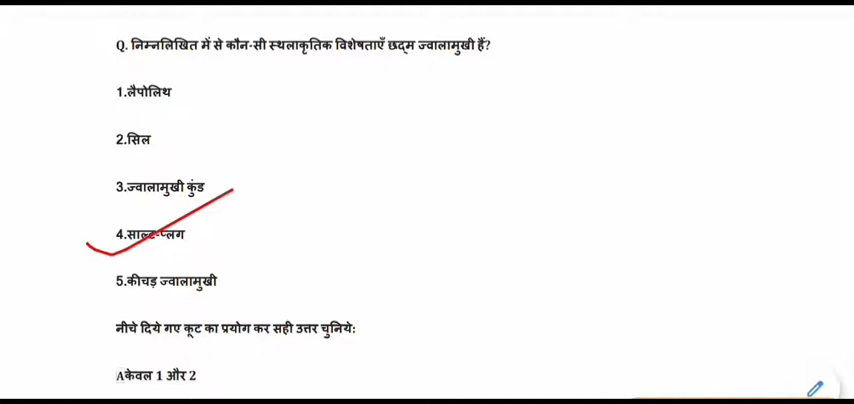 Q. निम्नलिखित में से कौन-सी स्थलाकृतिक विशेषताएँ छद्म ज्वालामुखी हैं?
1.लैपोलिथ
2.सिल
3.ज्वालामुखी कुंड
4.साल्ट-प्लग
5.कीचड़ ज्वालामुखी
नीचे दिये गए कूट का प्रयोग कर सही उत्तर चुनिये:
Aकेवल 1 और 2